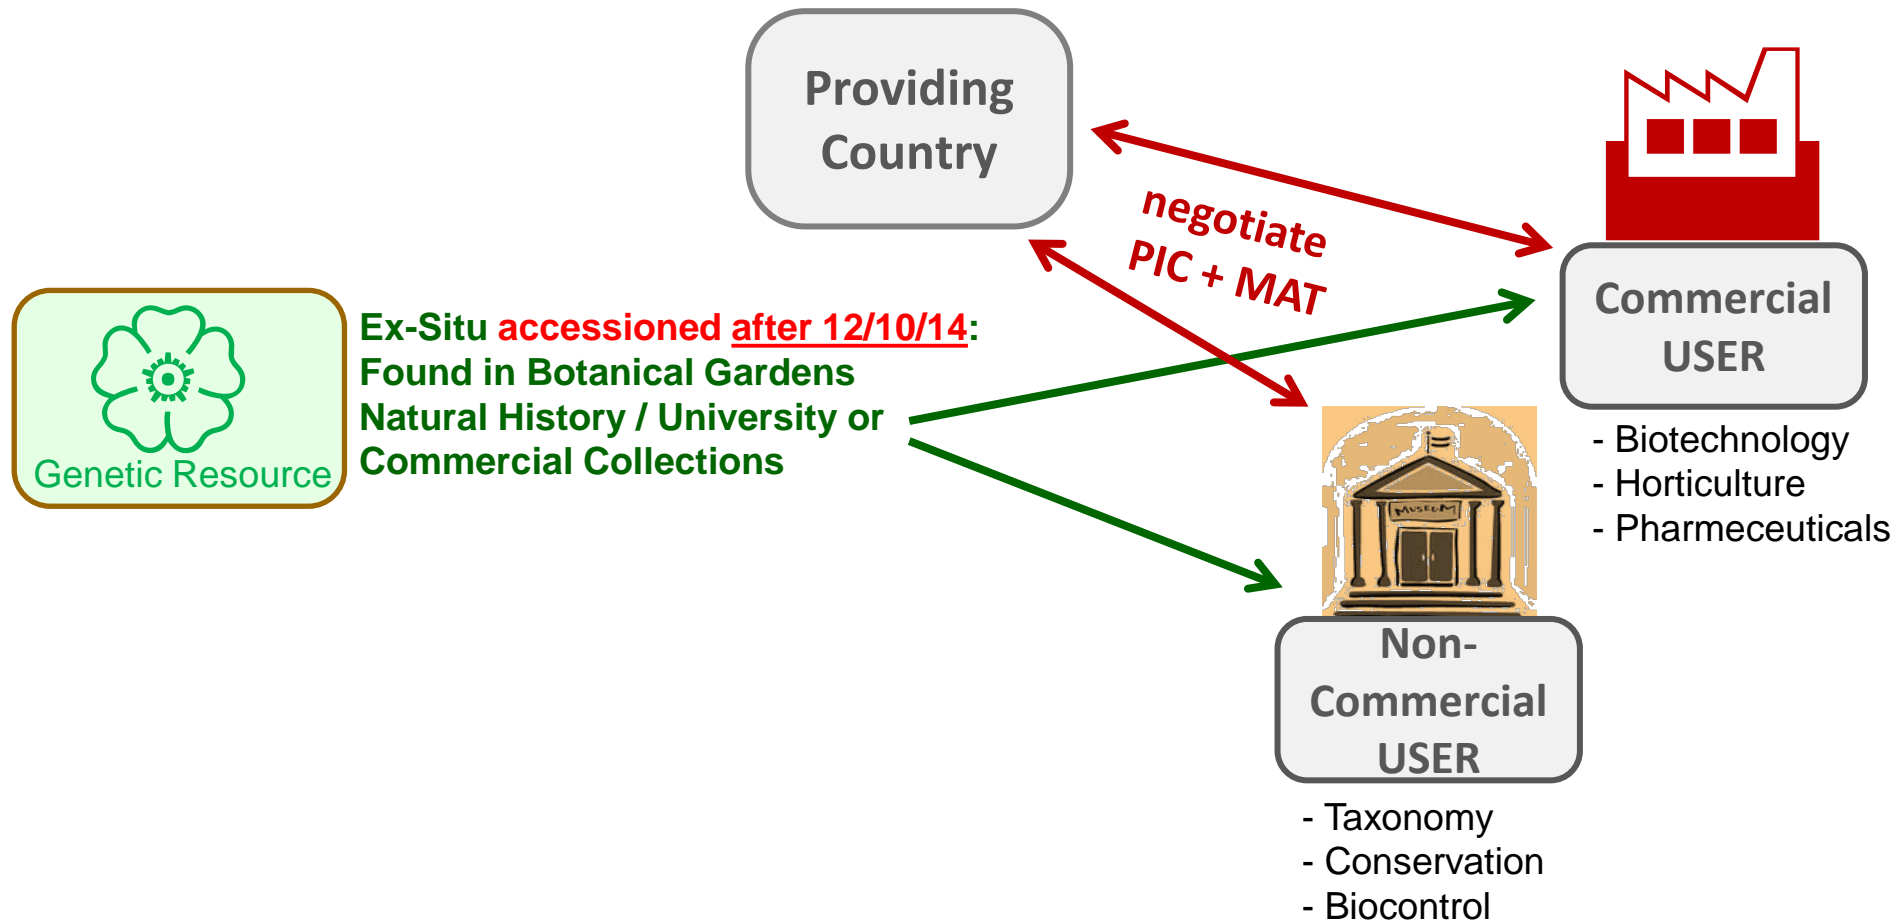 Providing
Country
negotiate
PIC + MAT
Genetic Resource
Ex-Situ accessioned after 12/10/14:
Found in Botanical Gardens
Natural History / University or
Commercial Collections
Commercial
USER
- Biotechnology
- Horticulture
- Pharmeceuticals
MUSEUM
Non-
Commercial
USER
- Taxonomy
- Conservation
- Biocontrol